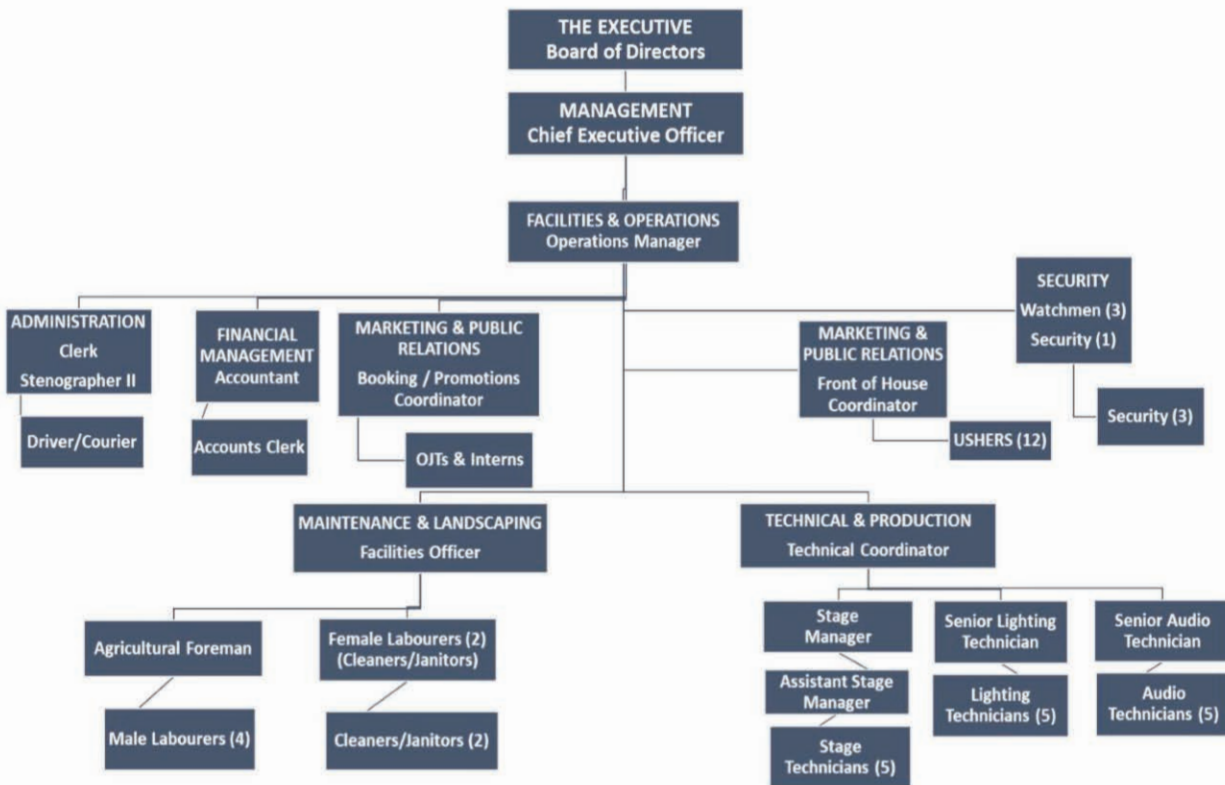 THE EXECUTIVE
Board of Directors
MANAGEMENT
Chief Executive Officer
FACILITIES & OPERATIONS
Operations Manager
SECURITY
Watchmen (3)
Security (1)
Security (3)
ADMINISTRATION
Clerk
Stenographer II
Driver/Courier
FINANCIAL
MANAGEMENT
Accountant
Accounts Clerk
MARKETING & PUBLIC
RELATIONS
Booking / Promotions
Coordinator
OJTs & Interns
MARKETING &
PUBLIC RELATIONS
Front of House
Coordinator
USHERS (12)
MAINTENANCE & LANDSCAPING
Facilities Officer
Agricultural Foreman
Male Labourers (4)
Female Labourers (2)
(Cleaners/Janitors)
Cleaners/Janitors (2)
TECHNICAL & PRODUCTION
Technical Coordinator
Stage
Manager
Assistant Stage
Manager
Stage
Technicians (5)
Senior Lighting
Technician
Lighting
Technicians (5)
Senior Audio
Technician
Audio
Technicians (5)